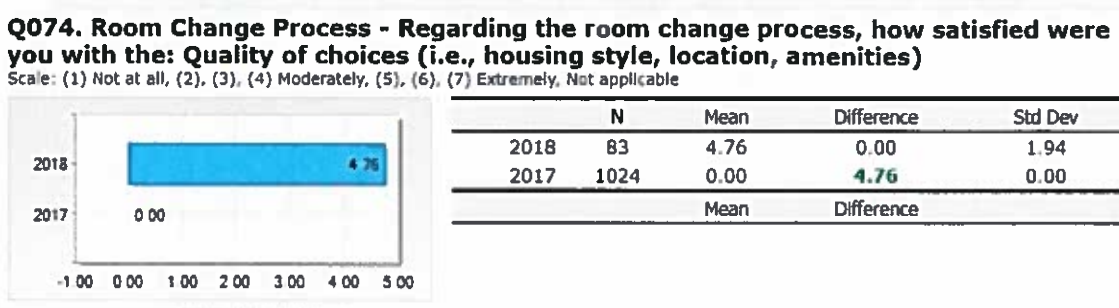 Q074. Room Change Process - Regarding the room change process, how satisfied were
you with the: Quality of choices (i.e., housing style, location, amenities)
Scale: (1) Not at all, (2), (3), (4) Moderately, (5), (6), (7) Extremely, Not applicable
N Mean Difference Std Dev
2018 83 4.76 0.00 1.94
2017 1024 0.00 4.76 0.00
Mean Difference
2018 4 76
2017 0 00
-1 00 0 00 1 00 2 00 3 00 4 00 5 00